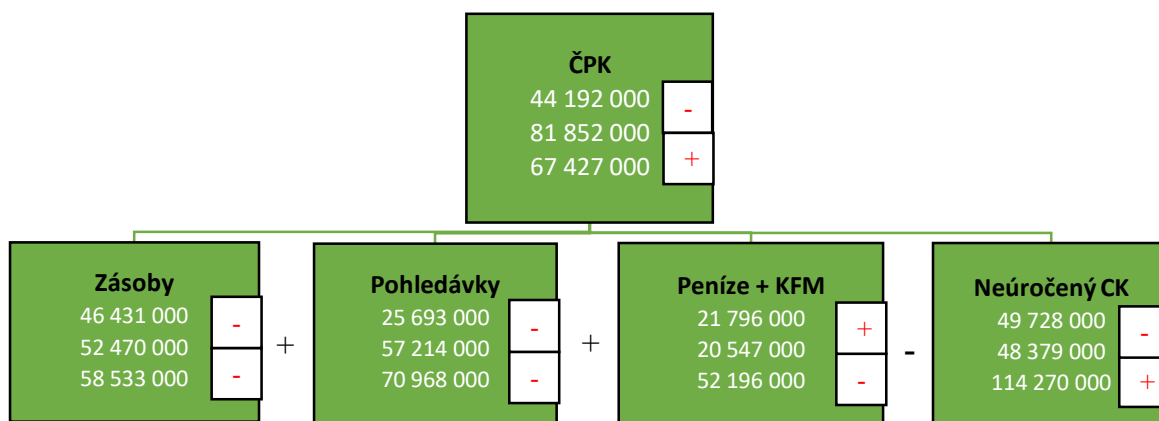 ČPK
44 192 000
-
81 852 000
+
67 427 000
Zásoby
46 431 000
-
52 470 000
-
58 533 000
+
Pohledávky
25 693 000
-
57 214 000
-
70 968 000
+
Peníze + KFM
21 796 000
+
20 547 000
-
52 196 000
-
Neúročený CK
49 728 000
-
48 379 000
+
114 270 000